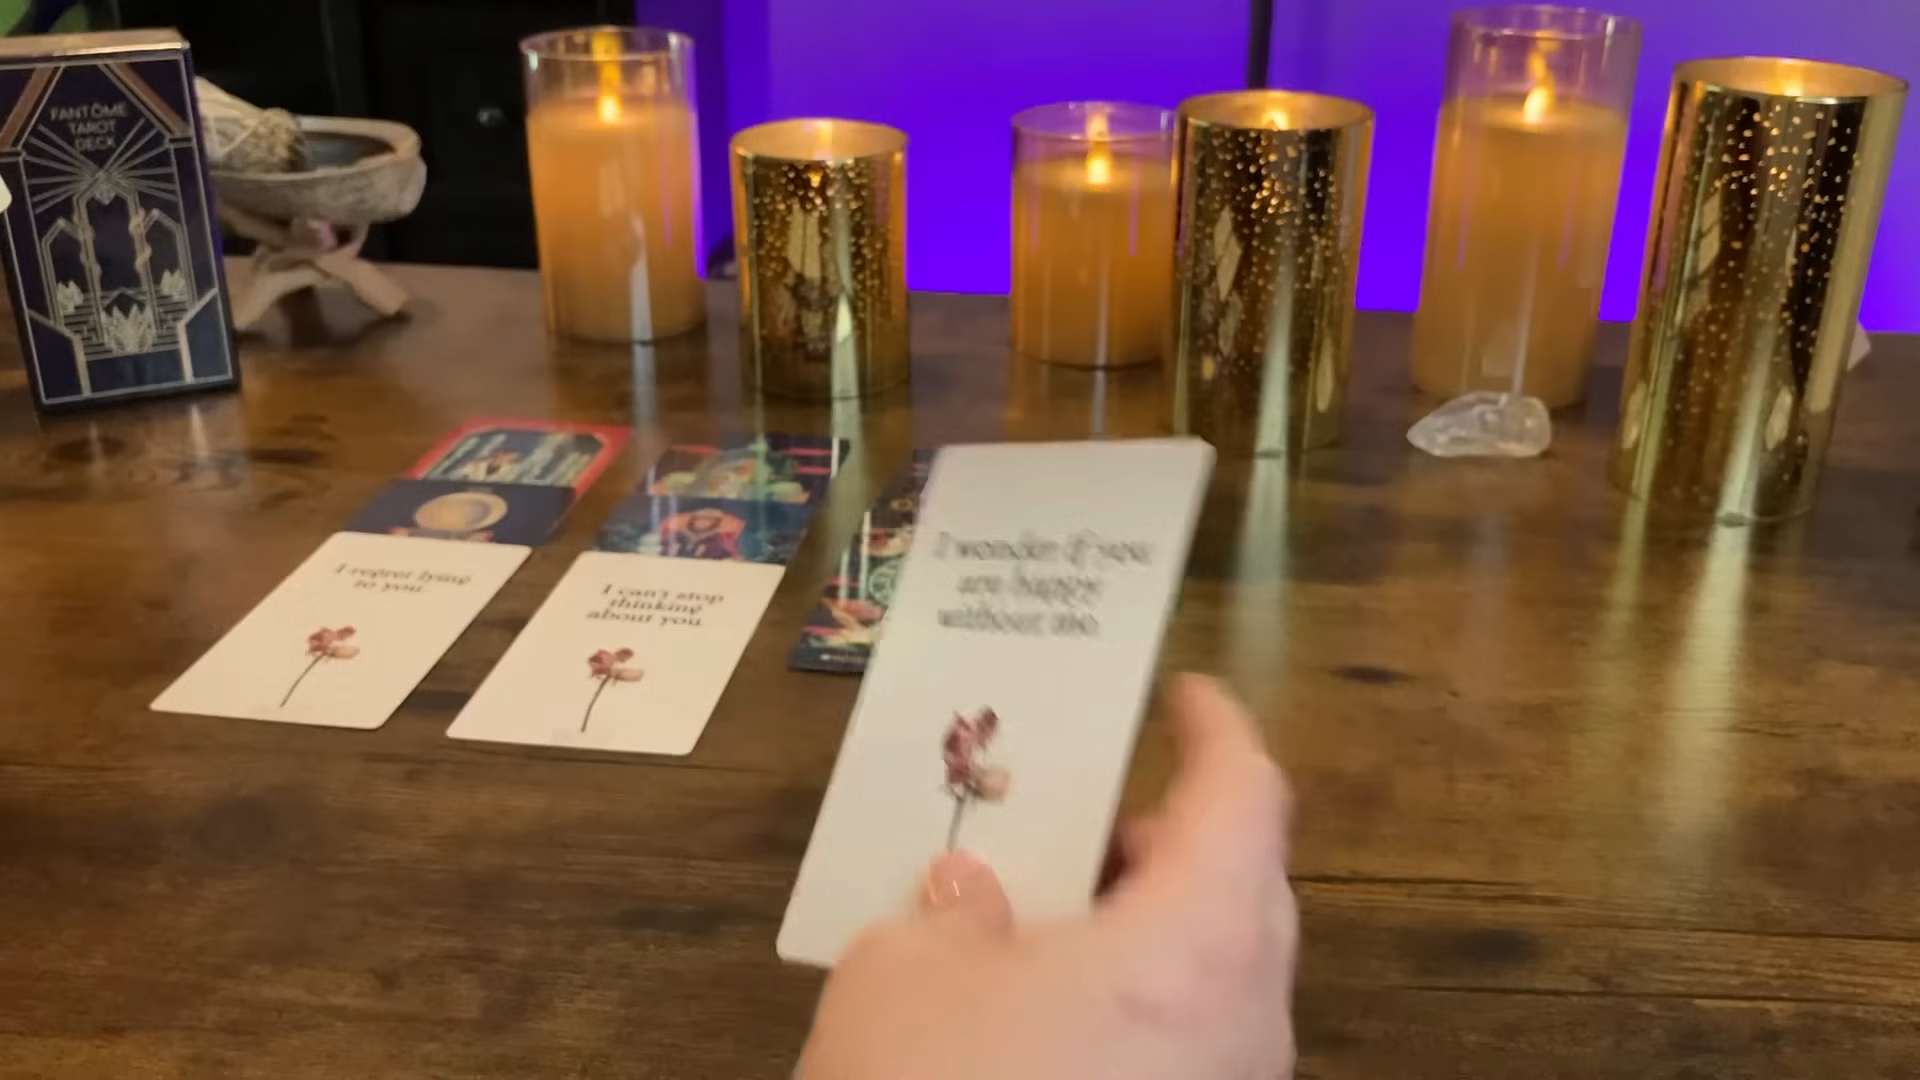 FANTÔME
TAROT
DECK
I regret lying
to you.
I can't stop
thinking
about you.
I wonder if you
are happy
without me.